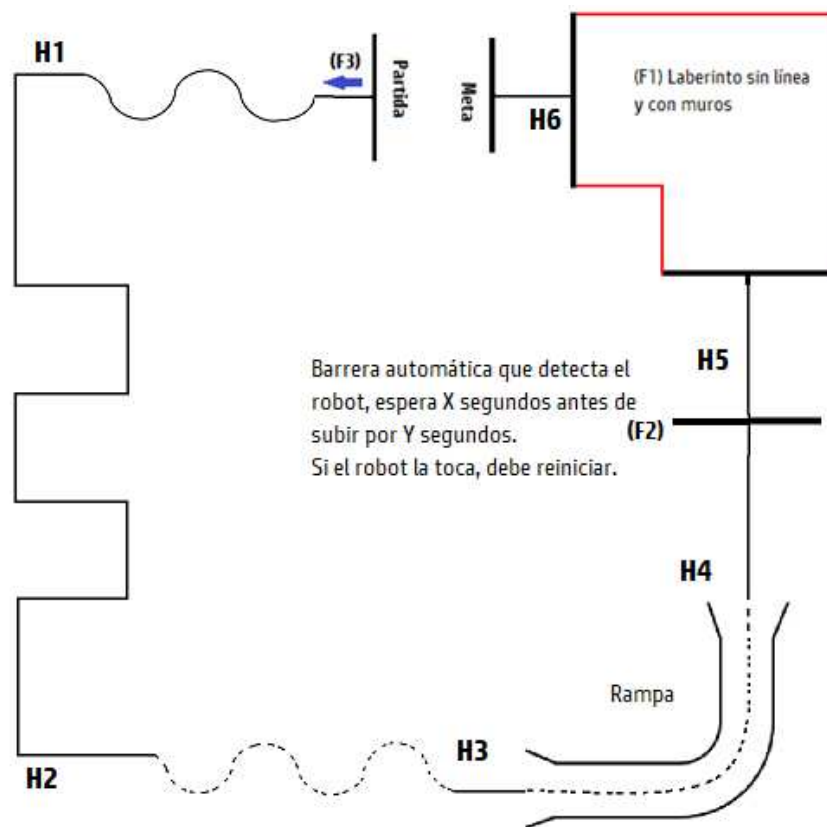 H1
(F3)
Partida
Meta
H6
(F1) Laberinto sin línea
y con muros
Barrera automática que detecta el
robot, espera X segundos antes de
subir por Y segundos.
Si el robot la toca, debe reiniciar.
H5
(F2)
H4
Rampa
H3
H2